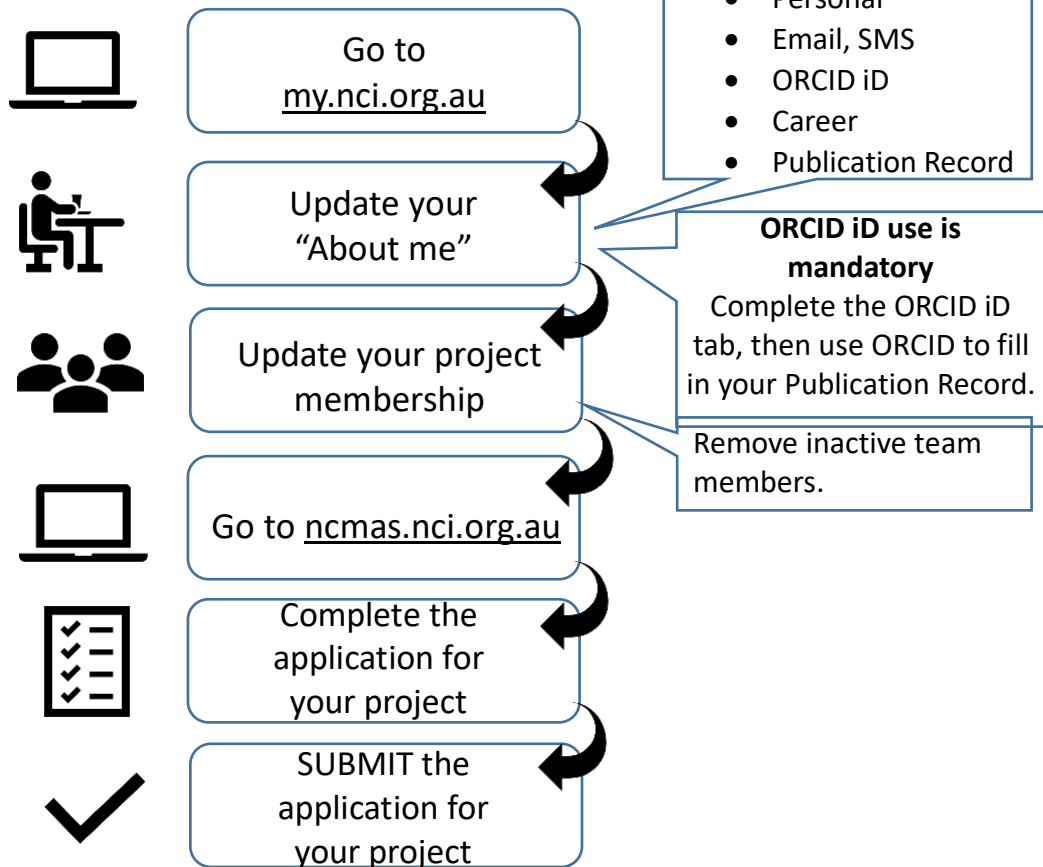 Go to
my.nci.org.au
Personal
• Email, SMS
• ORCID iD
• Career
• Publication Record
Update your
“About me”
ORCID iD use is
mandatory
Complete the ORCID iD
tab, then use ORCID to fill
in your Publication Record.
Update your project
membership
Remove inactive team
members.
Go to ncmas.nci.org.au
Complete the
application for
your project
SUBMIT the
application for
your project